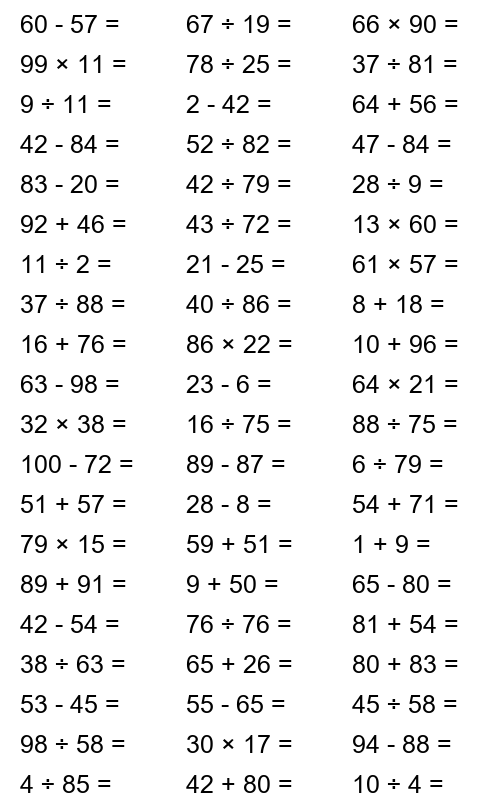 60 - 57 = 67 ÷ 19 = 66 × 90 =
99 × 11 = 78 ÷ 25 = 37 ÷ 81 =
9 ÷ 11 = 2 - 42 = 64 + 56 =
42 - 84 = 52 ÷ 82 = 47 - 84 =
83 - 20 = 42 ÷ 79 = 28 ÷ 9 =
92 + 46 = 43 ÷ 72 = 13 × 60 =
11 ÷ 2 = 21 - 25 = 61 × 57 =
37 ÷ 88 = 40 ÷ 86 = 8 + 18 =
16 + 76 = 86 × 22 = 10 + 96 =
63 - 98 = 23 - 6 = 64 × 21 =
32 × 38 = 16 ÷ 75 = 88 ÷ 75 =
100 - 72 = 89 - 87 = 6 ÷ 79 =
51 + 57 = 28 - 8 = 54 + 71 =
79 × 15 = 59 + 51 = 1 + 9 =
89 + 91 = 9 + 50 = 65 - 80 =
42 - 54 = 76 ÷ 76 = 81 + 54 =
38 ÷ 63 = 65 + 26 = 80 + 83 =
53 - 45 = 55 - 65 = 45 ÷ 58 =
98 ÷ 58 = 30 × 17 = 94 - 88 =
4 ÷ 85 = 42 + 80 = 10 ÷ 4 =